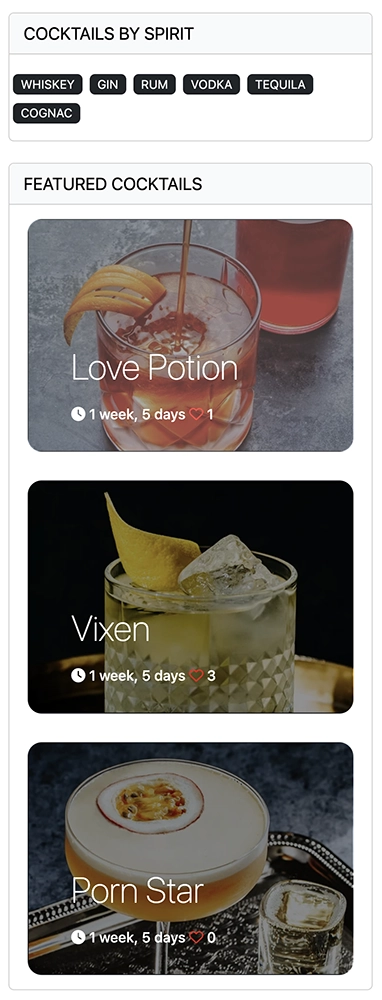 COCKTAILS BY SPIRIT
WHISKEY GIN RUM VODKA TEQUILA
COGNAC
FEATURED COCKTAILS
Love Potion
1 week, 5 days 1
Vixen
1 week, 5 days 3
Porn Star
1 week, 5 days 0